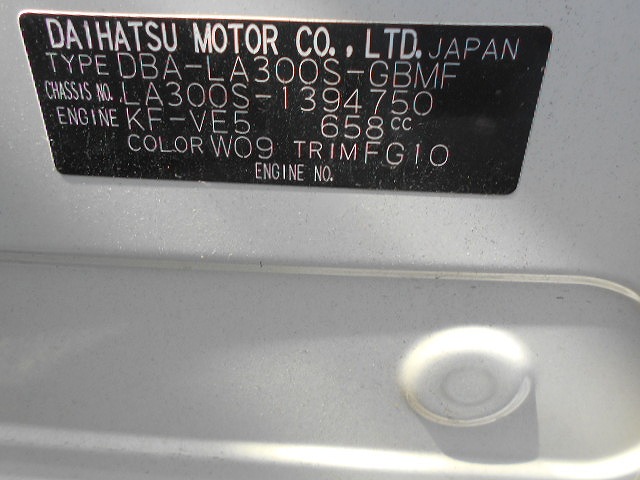 DAIHATSU MOTOR CO., LTD. JAPAN
TYPE DBA-LA300S-GBMF
CHASSIS NO. LA300S-1394750
ENGINE KF-VE5 658cc
COLOR W09 TRIM FG10
ENGINE NO.